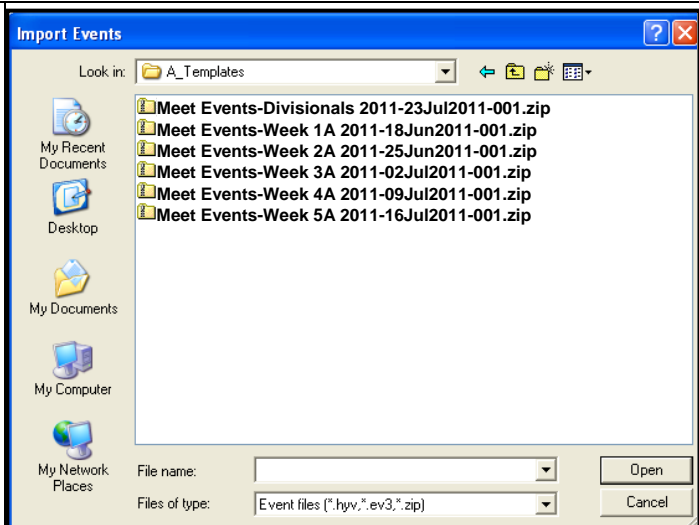 Import Events
Look in: A_Templates
My Recent
Documents
Desktop
My Documents
My Computer
My Network
Places
Meet Events-Divisionals 2011-23Jul2011-001.zip
Meet Events-Week 1A 2011-18Jun2011-001.zip
Meet Events-Week 2A 2011-25Jun2011-001.zip
Meet Events-Week 3A 2011-02Jul2011-001.zip
Meet Events-Week 4A 2011-09Jul2011-001.zip
Meet Events-Week 5A 2011-16Jul2011-001.zip
File name: Open
Files of type: Event files (*.hyv,*.ev3,*.zip) Cancel